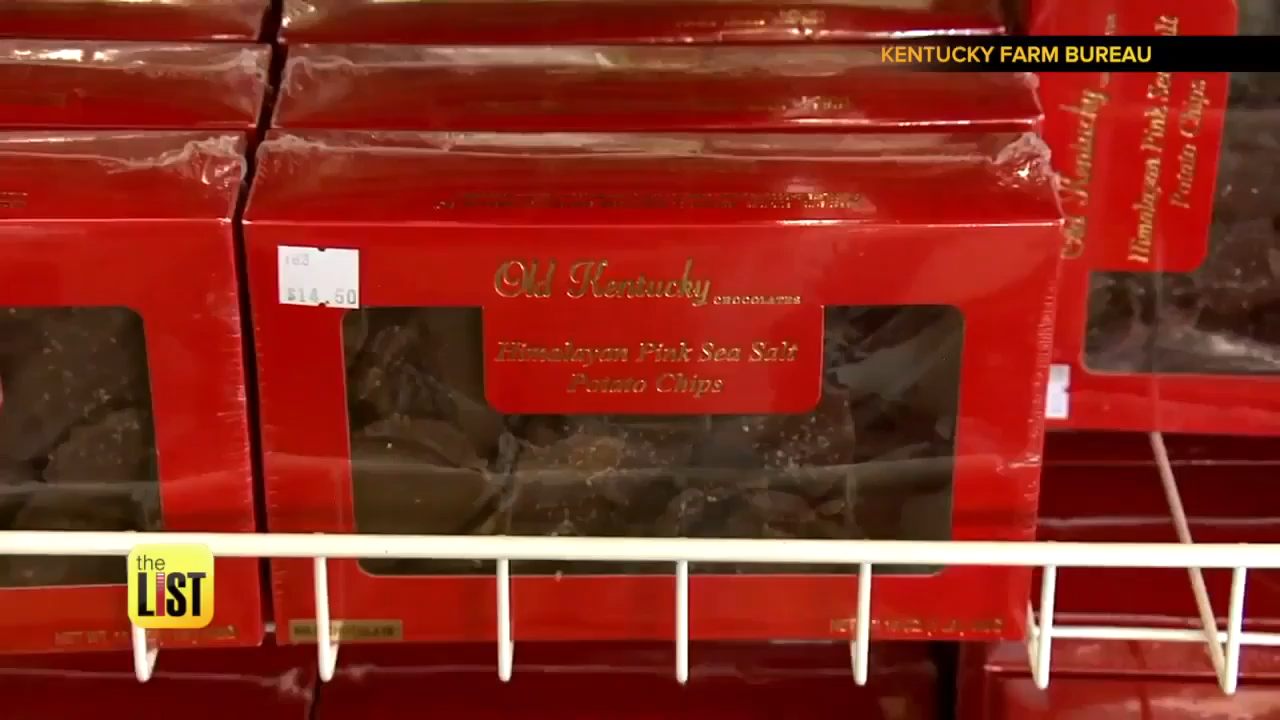 KENTUCKY FARM BUREAU
$14.50
Old Kentucky CHOCOLATES
Himalayan Pink Sea Salt
Potato Chips
Old Kentucky
Himalayan Pink Sea Salt
Potato Chips
the
LIST